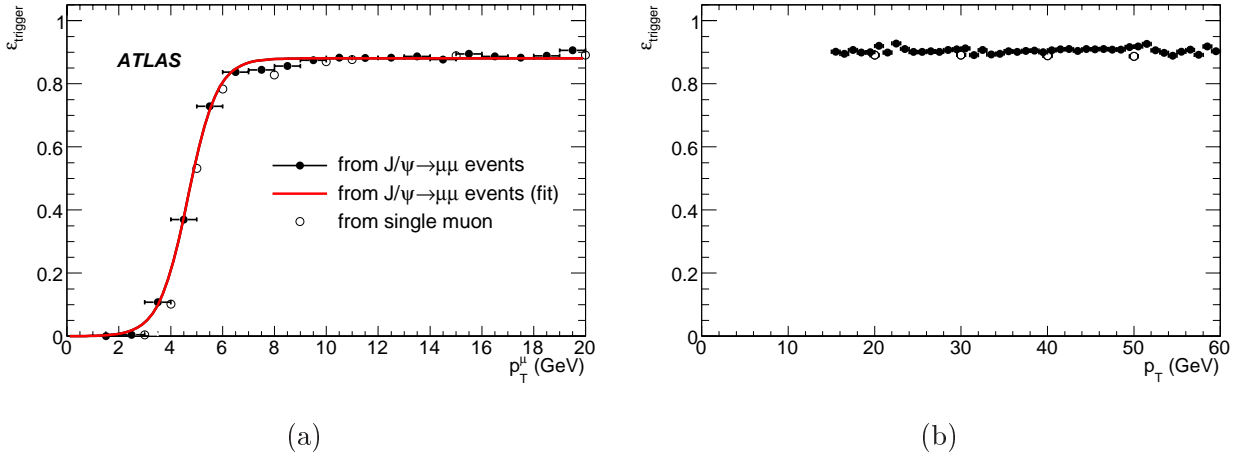 ε_trigger
1
0.8
0.6
0.4
0.2
0
ATLAS
from J/ψ→μμ events
from J/ψ→μμ events (fit)
from single muon
0 2 4 6 8 10 12 14 16 18 20
p_T^μ (GeV)
(a)
ε_trigger
1
0.8
0.6
0.4
0.2
0
0 10 20 30 40 50 60
p_T (GeV)
(b)